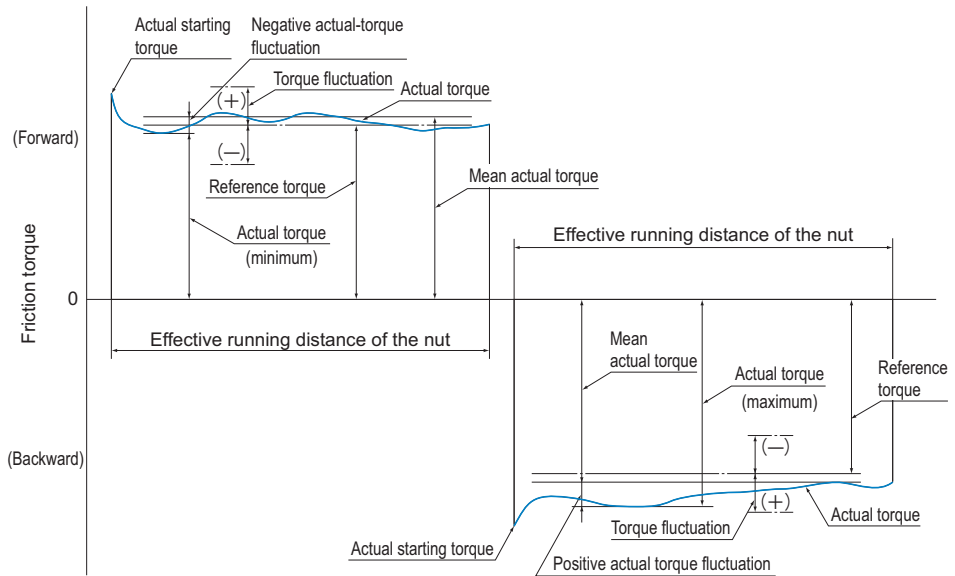 Actual starting
torque
Negative actual-torque
fluctuation
Torque fluctuation
Actual torque
(+)
(Forward)
(—)
Reference torque
Mean actual torque
Actual torque
(minimum)
Effective running distance of the nut
Friction torque
0
Effective running distance of the nut
Mean
actual torque
Actual torque
(maximum)
Reference
torque
(Backward)
(—)
(+)
Actual torque
Torque fluctuation
Actual starting torque
Positive actual torque fluctuation